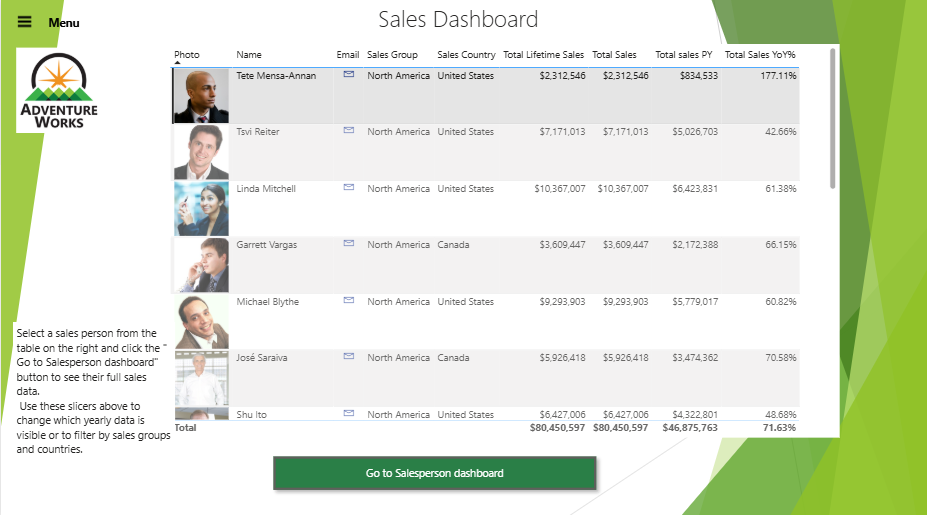 Menu
Sales Dashboard
ADVENTURE
WORKS
Photo Name Email Sales Group Sales Country Total Lifetime Sales Total Sales Total sales PY Total Sales YoY%
Tete Mensa-Annan North America United States $2,312,546 $2,312,546 $834,533 177.11%
Tsvi Reiter North America United States $7,171,013 $7,171,013 $5,026,703 42.66%
Linda Mitchell North America United States $10,367,007 $10,367,007 $6,423,831 61.38%
Garrett Vargas North America Canada $3,609,447 $3,609,447 $2,172,388 66.15%
Michael Blythe North America United States $9,293,903 $9,293,903 $5,779,017 60.82%
José Saraiva North America Canada $5,926,418 $5,926,418 $3,474,362 70.58%
Shu Ito North America United States $6,427,006 $6,427,006 $4,322,801 48.68%
Total $80,450,597 $80,450,597 $46,875,763 71.63%
Select a sales person from the
table on the right and click the "
Go to Salesperson dashboard"
button to see their full sales
data.
Use these slicers above to
change which yearly data is
visible or to filter by sales groups
and countries.
Go to Salesperson dashboard